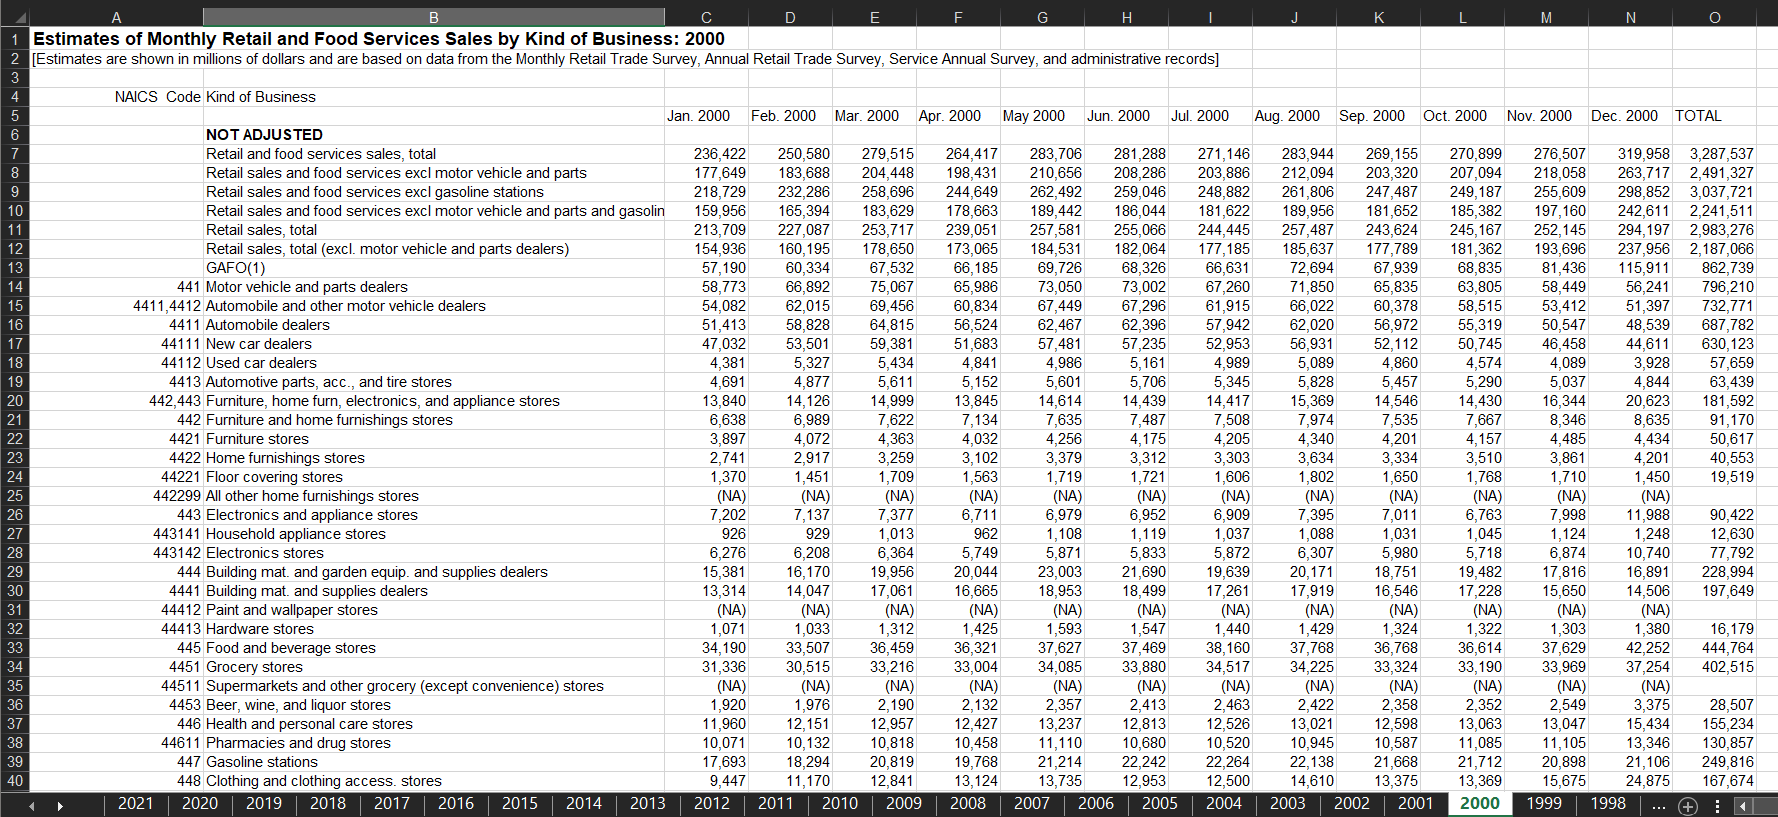 A B C D E F G H I J K L M N O
1 Estimates of Monthly Retail and Food Services Sales by Kind of Business: 2000
2 [Estimates are shown in millions of dollars and are based on data from the Monthly Retail Trade Survey, Annual Retail Trade Survey, Service Annual Survey, and administrative records]
3
4 NAICS Code Kind of Business
5 Jan. 2000 Feb. 2000 Mar. 2000 Apr. 2000 May 2000 Jun. 2000 Jul. 2000 Aug. 2000 Sep. 2000 Oct. 2000 Nov. 2000 Dec. 2000 TOTAL
6 NOT ADJUSTED
7 Retail and food services sales, total 236,422 250,580 279,515 264,417 283,706 281,288 271,146 283,944 269,155 270,899 276,507 319,958 3,287,537
8 Retail sales and food services excl motor vehicle and parts 177,649 183,688 204,448 198,431 210,656 208,286 203,886 212,094 203,320 207,094 218,058 263,717 2,491,327
9 Retail sales and food services excl gasoline stations 218,729 232,286 258,696 244,649 262,492 259,046 248,882 261,806 247,487 249,187 255,609 298,852 3,037,721
10 Retail sales and food services excl motor vehicle and parts and gasolin 159,956 165,394 183,629 178,663 189,442 186,044 181,622 189,956 181,652 185,382 197,160 242,611 2,241,511
11 Retail sales, total 213,709 227,087 253,717 239,051 257,581 255,066 244,445 257,487 243,624 245,167 252,145 294,197 2,983,276
12 Retail sales, total (excl. motor vehicle and parts dealers) 154,936 160,195 178,650 173,065 184,531 182,064 177,185 185,637 177,789 181,362 193,696 237,956 2,187,066
13 GAFO(1) 57,190 60,334 67,532 66,185 69,726 68,326 66,631 72,694 67,939 68,835 81,436 115,911 862,739
14 441 Motor vehicle and parts dealers 58,773 66,892 75,067 65,986 73,050 73,002 67,260 71,850 65,835 63,805 58,449 56,241 796,210
15 4411,4412 Automobile and other motor vehicle dealers 54,082 62,015 69,456 60,834 67,449 67,296 61,915 66,022 60,378 58,515 53,412 51,397 732,771
16 4411 Automobile dealers 51,413 58,828 64,815 56,524 62,467 62,396 57,942 62,020 56,972 55,319 50,547 48,539 687,782
17 44111 New car dealers 47,032 53,501 59,381 51,683 57,481 57,235 52,953 56,931 52,112 50,745 46,458 44,611 630,123
18 44112 Used car dealers 4,381 5,327 5,434 4,841 4,986 5,161 4,989 5,089 4,860 4,574 4,089 3,928 57,659
19 4413 Automotive parts, acc., and tire stores 4,691 4,877 5,611 5,152 5,601 5,706 5,345 5,828 5,457 5,290 5,037 4,844 63,439
20 442,443 Furniture, home furn, electronics, and appliance stores 13,840 14,126 14,999 13,845 14,614 14,439 14,417 15,369 14,546 14,430 16,344 20,623 181,592
21 442 Furniture and home furnishings stores 6,638 6,989 7,622 7,134 7,635 7,487 7,508 7,974 7,535 7,667 8,346 8,635 91,170
22 4421 Furniture stores 3,897 4,072 4,363 4,032 4,256 4,175 4,205 4,340 4,201 4,157 4,485 4,434 50,617
23 4422 Home furnishings stores 2,741 2,917 3,259 3,102 3,379 3,312 3,303 3,634 3,334 3,510 3,861 4,201 40,553
24 44221 Floor covering stores 1,370 1,451 1,709 1,563 1,719 1,721 1,606 1,802 1,650 1,768 1,710 1,450 19,519
25 442299 All other home furnishings stores (NA) (NA) (NA) (NA) (NA) (NA) (NA) (NA) (NA) (NA) (NA) (NA)
26 443 Electronics and appliance stores 7,202 7,137 7,377 6,711 6,979 6,952 6,909 7,395 7,011 6,763 7,998 11,988 90,422
27 443141 Household appliance stores 926 929 1,013 962 1,108 1,119 1,037 1,088 1,031 1,045 1,124 1,248 12,630
28 443142 Electronics stores 6,276 6,208 6,364 5,749 5,871 5,833 5,872 6,307 5,980 5,718 6,874 10,740 77,792
29 444 Building mat. and garden equip. and supplies dealers 15,381 16,170 19,956 20,044 23,003 21,690 19,639 20,171 18,751 19,482 17,816 16,891 228,994
30 4441 Building mat. and supplies dealers 13,314 14,047 17,061 16,665 18,953 18,499 17,261 17,919 16,546 17,228 15,650 14,506 197,649
31 44412 Paint and wallpaper stores (NA) (NA) (NA) (NA) (NA) (NA) (NA) (NA) (NA) (NA) (NA) (NA)
32 44413 Hardware stores 1,071 1,033 1,312 1,425 1,593 1,547 1,440 1,429 1,324 1,322 1,303 1,380 16,179
33 445 Food and beverage stores 34,190 33,507 36,459 36,321 37,627 37,469 38,160 37,768 36,768 36,614 37,629 42,252 444,764
34 4451 Grocery stores 31,336 30,515 33,216 33,004 34,085 33,880 34,517 34,225 33,324 33,190 33,969 37,254 402,515
35 44511 Supermarkets and other grocery (except convenience) stores (NA) (NA) (NA) (NA) (NA) (NA) (NA) (NA) (NA) (NA) (NA) (NA)
36 4453 Beer, wine, and liquor stores 1,920 1,976 2,190 2,132 2,357 2,413 2,463 2,422 2,358 2,352 2,549 3,375 28,507
37 446 Health and personal care stores 11,960 12,151 12,957 12,427 13,237 12,813 12,526 13,021 12,598 13,063 13,047 15,434 155,234
38 44611 Pharmacies and drug stores 10,071 10,132 10,818 10,458 11,110 10,680 10,520 10,945 10,587 11,085 11,105 13,346 130,857
39 447 Gasoline stations 17,693 18,294 20,819 19,768 21,214 22,242 22,264 22,138 21,668 21,712 20,898 21,106 249,816
40 448 Clothing and clothing access. stores 9,447 11,170 12,841 13,124 13,735 12,953 12,500 14,610 13,375 13,369 15,675 24,875 167,674
2021 2020 2019 2018 2017 2016 2015 2014 2013 2012 2011 2010 2009 2008 2007 2006 2005 2004 2003 2002 2001 2000 1999 1998 ...